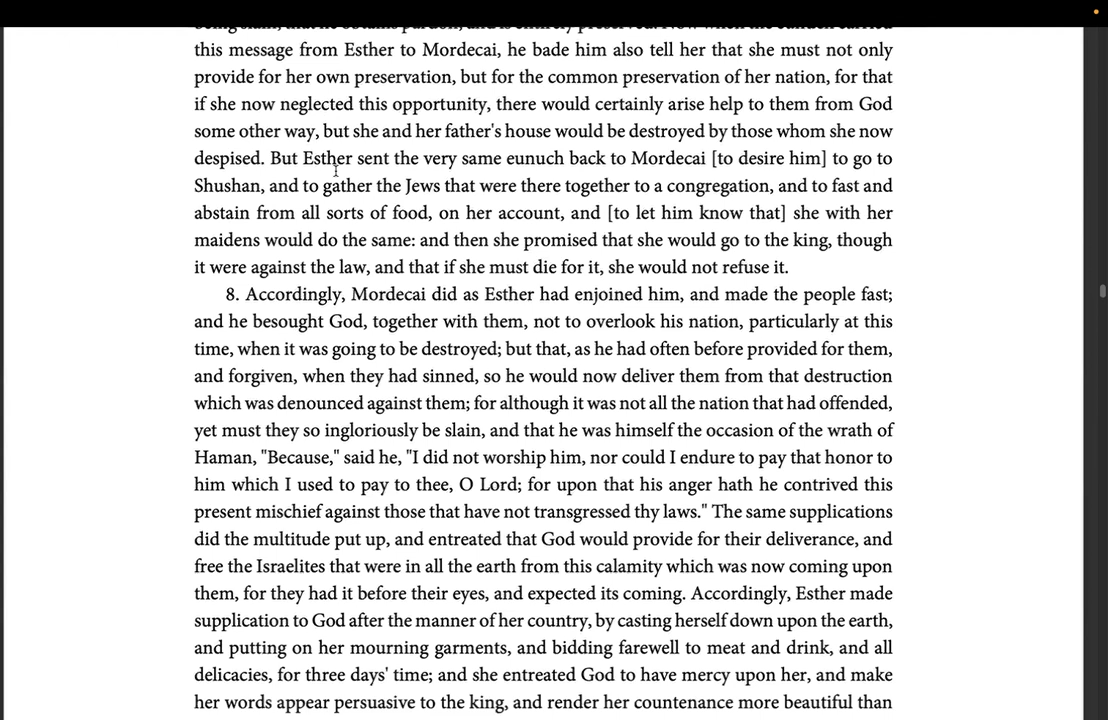 this message from Esther to Mordecai, he bade him also tell her that she must not only
provide for her own preservation, but for the common preservation of her nation, for that
if she now neglected this opportunity, there would certainly arise help to them from God
some other way, but she and her father's house would be destroyed by those whom she now
despised. But Esther sent the very same eunuch back to Mordecai [to desire him] to go to
Shushan, and to gather the Jews that were there together to a congregation, and to fast and
abstain from all sorts of food, on her account, and [to let him know that] she with her
maidens would do the same: and then she promised that she would go to the king, though
it were against the law, and that if she must die for it, she would not refuse it.
8. Accordingly, Mordecai did as Esther had enjoined him, and made the people fast;
and he besought God, together with them, not to overlook his nation, particularly at this
time, when it was going to be destroyed; but that, as he had often before provided for them,
and forgiven, when they had sinned, so he would now deliver them from that destruction
which was denounced against them; for although it was not all the nation that had offended,
yet must they so ingloriously be slain, and that he was himself the occasion of the wrath of
Haman, "Because," said he, "I did not worship him, nor could I endure to pay that honor to
him which I used to pay to thee, O Lord; for upon that his anger hath he contrived this
present mischief against those that have not transgressed thy laws." The same supplications
did the multitude put up, and entreated that God would provide for their deliverance, and
free the Israelites that were in all the earth from this calamity which was now coming upon
them, for they had it before their eyes, and expected its coming. Accordingly, Esther made
supplication to God after the manner of her country, by casting herself down upon the earth,
and putting on her mourning garments, and bidding farewell to meat and drink, and all
delicacies, for three days' time; and she entreated God to have mercy upon her, and make
her words appear persuasive to the king, and render her countenance more beautiful than